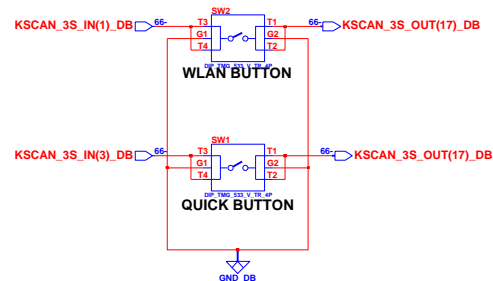 SW2
KSCAN_3S_IN(1)_DB 66- T3 T1 66- KSCAN_3S_OUT(17)_DB
G1 G2
T4 T2
DIP_TMG_533_V_TR_4P
WLAN BUTTON
SW1
KSCAN_3S_IN(3)_DB 66- T3 T1 66- KSCAN_3S_OUT(17)_DB
G1 G2
T4 T2
DIP_TMG_533_V_TR_4P
QUICK BUTTON
GND_DB